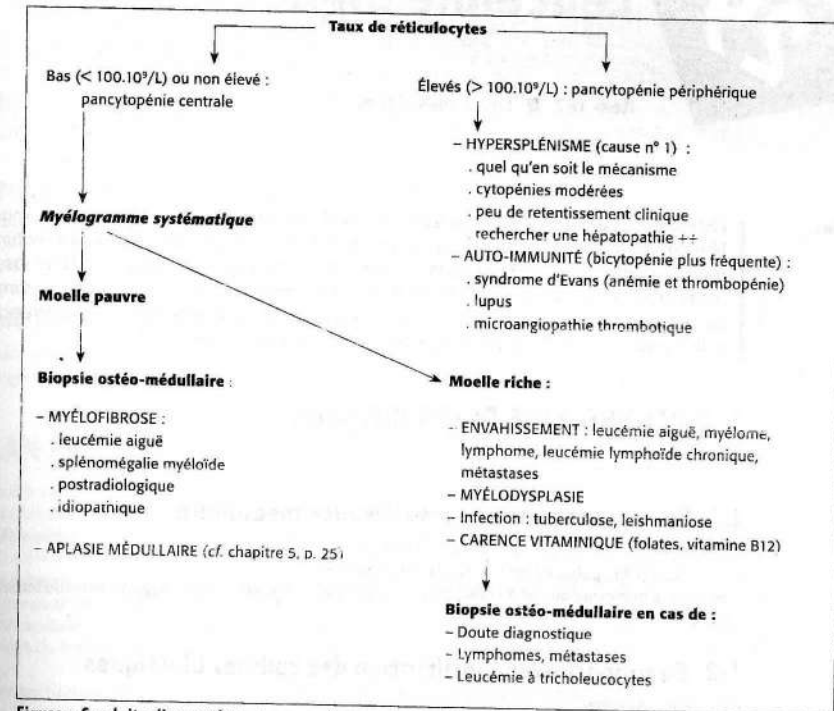 Taux de réticulocytes
Bas (< 100.10⁹/L) ou non élevé :
pancytopénie centrale
Élevés (> 100.10⁹/L) : pancytopénie périphérique
– HYPERSPLÉNISME (cause n° 1) :
. quel qu'en soit le mécanisme
. cytopénies modérées
. peu de retentissement clinique
rechercher une hépatopathie ++
– AUTO-IMMUNITÉ (bicytopénie plus fréquente) :
. syndrome d'Evans (anémie et thrombopénie)
. lupus
. microangiopathie thrombotique
Myélogramme systématique
Moelle pauvre
Biopsie ostéo-médullaire :
– MYÉLOFIBROSE :
. leucémie aiguë
. splénomégalie myéloïde
. postradiologique
idiopathique
– APLASIE MÉDULLAIRE (cf. chapitre 5, p. 25)
Moelle riche :
– ENVAHISSEMENT : leucémie aiguë, myélome,
lymphome, leucémie lymphoïde chronique,
métastases
– MYÉLODYSPLASIE
– Infection : tuberculose, leishmaniose
– CARENCE VITAMINIQUE (folates, vitamine B12)
Biopsie ostéo-médullaire en cas de :
– Doute diagnostique
– Lymphomes, métastases
– Leucémie à tricholeucocytes